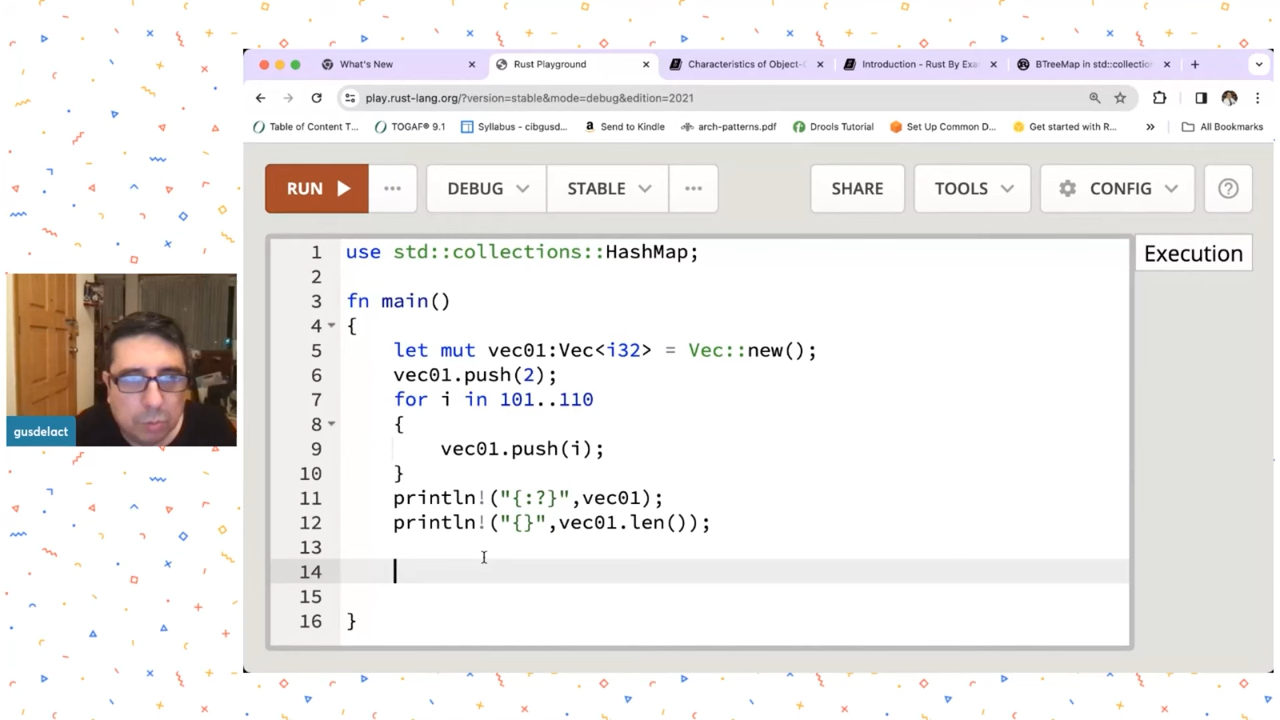 What's New
Rust Playground
Characteristics of Object-
Introduction - Rust By Exam
BTreeMap in std::collection
play.rust-lang.org/?version=stable&mode=debug&edition=2021
Table of Content T...
TOGAF® 9.1
Syllabus - cibgusd...
Send to Kindle
arch-patterns.pdf
Drools Tutorial
Set Up Common D...
Get started with R...
All Bookmarks
RUN
DEBUG
STABLE
SHARE
TOOLS
CONFIG
1 use std::collections::HashMap;
2
3 fn main()
4 {
5 let mut vec01:Vec<i32> = Vec::new();
6 vec01.push(2);
7 for i in 101..110
8 {
9 vec01.push(i);
10 }
11 println!("{:?}",vec01);
12 println!("{}",vec01.len());
13
14
15
16 }
Execution
gusdelact